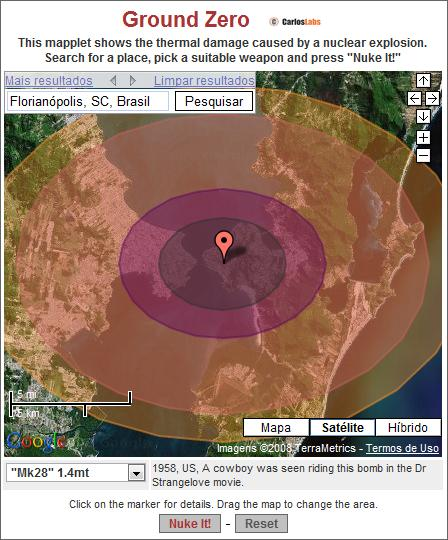 Ground Zero © CarlosLabs
This mapplet shows the thermal damage caused by a nuclear explosion.
Search for a place, pick a suitable weapon and press "Nuke It!"
Mais resultados Limpar resultados
Florianópolis, SC, Brasil Pesquisar
+
−
5 mi
5 km
Mapa Satélite Híbrido
Google
Imagens ©2008 TerraMetrics - Termos de Uso
"Mk28" 1.4mt
1958, US, A cowboy was seen riding this bomb in the Dr
Strangelove movie.
Click on the marker for details. Drag the map to change the area.
Nuke It! - Reset